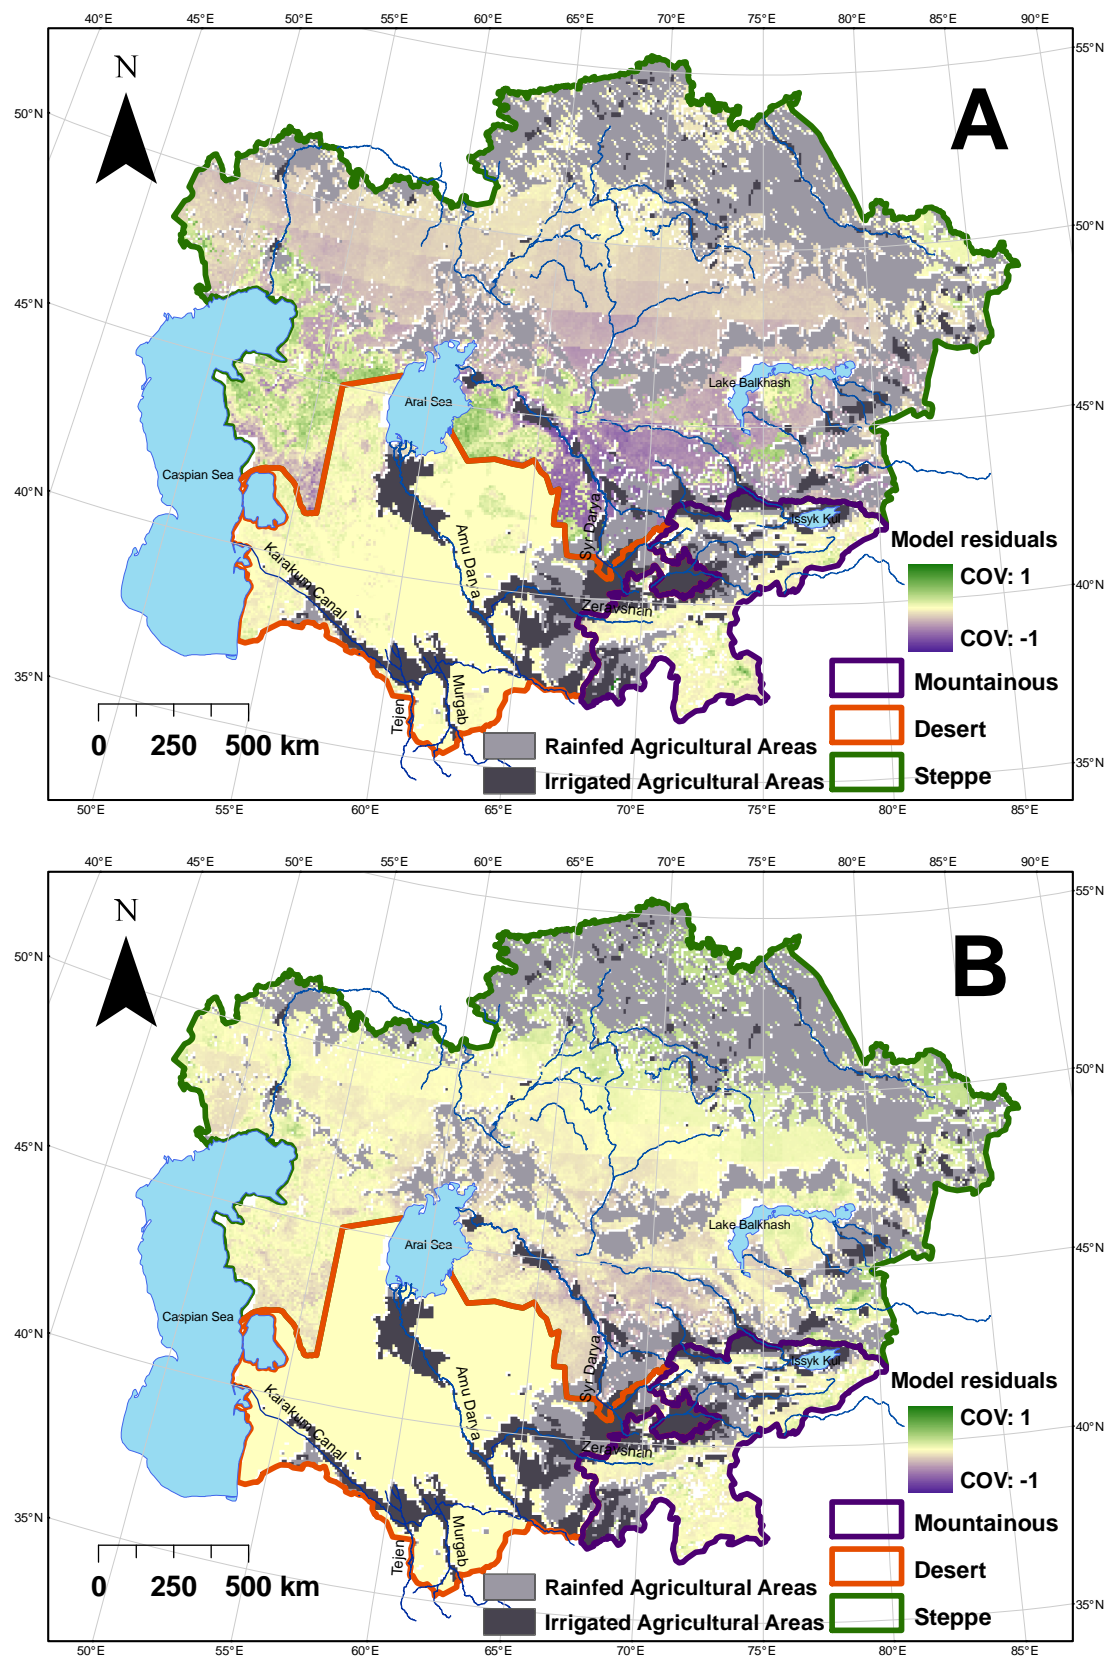 40°E 45°E 50°E 55°E 60°E 65°E 70°E 75°E 80°E 85°E 90°E
55°N
N
A
50°N
50°N
45°N
Lake Balkhash
Aral Sea
45°N
Caspian Sea
40°N
Syr Darya
Issyk Kul
Amu Darya
Karakum Canal
Model residuals
COV: 1
40°N
Zeravshan
COV: -1
35°N
Mountainous
Murgab
Tejen
0 250 500 km
Desert
Rainfed Agricultural Areas
35°N
Irrigated Agricultural Areas
Steppe
50°E 55°E 60°E 65°E 70°E 75°E 80°E 85°E
40°E 45°E 50°E 55°E 60°E 65°E 70°E 75°E 80°E 85°E 90°E
55°N
N
B
50°N
50°N
45°N
Lake Balkhash
Aral Sea
45°N
Caspian Sea
40°N
Syr Darya
Issyk Kul
Amu Darya
Karakum Canal
Model residuals
COV: 1
40°N
Zeravshan
COV: -1
35°N
Mountainous
Murgab
Tejen
0 250 500 km
Desert
Rainfed Agricultural Areas
35°N
Irrigated Agricultural Areas
Steppe
50°E 55°E 60°E 65°E 70°E 75°E 80°E 85°E